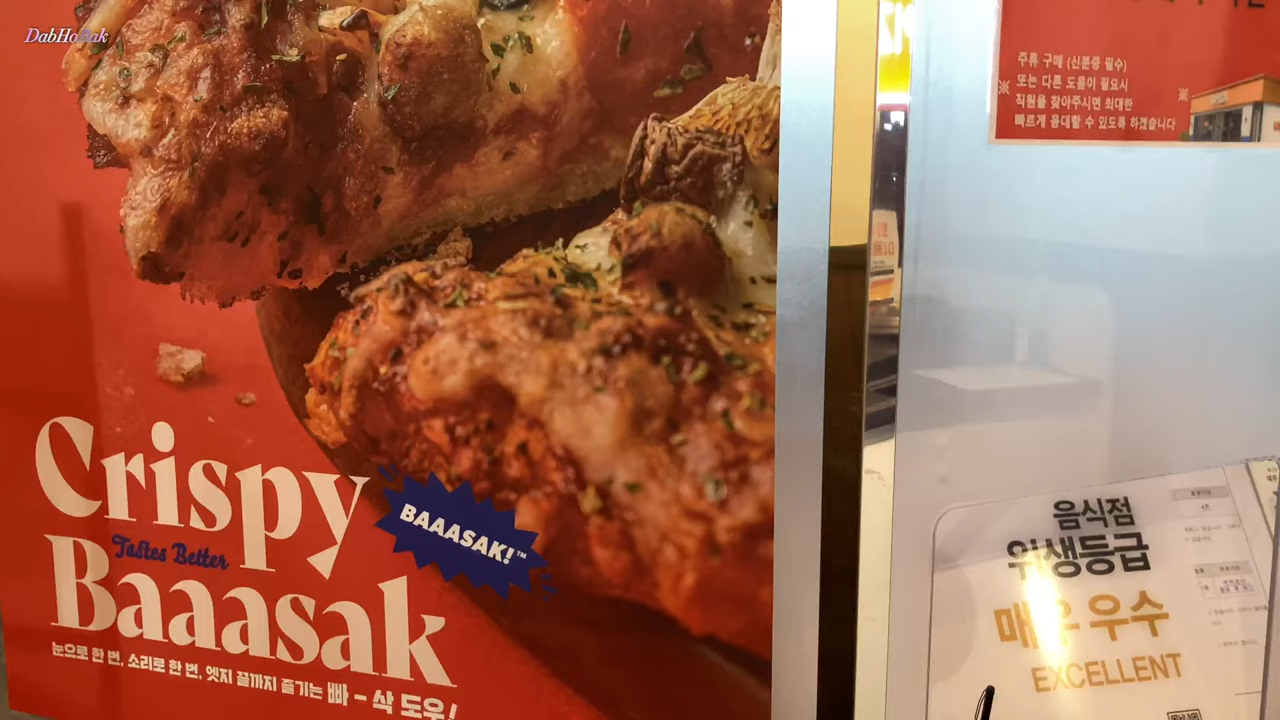 DabHoBak
Crispy
Tastes Better
BAAASAK!™
Baaasak
눈으로 한 번, 소리로 한 번, 엣지 끝까지 즐기는 빠-삭 도우!
주류 구매 (신분증 필수)
※ 또는 다른 도움이 필요시 ※
직원을 찾아주시면 최대한
빠르게 응대할 수 있도록 하겠습니다
음식점
위생등급
매우 우수
EXCELLENT